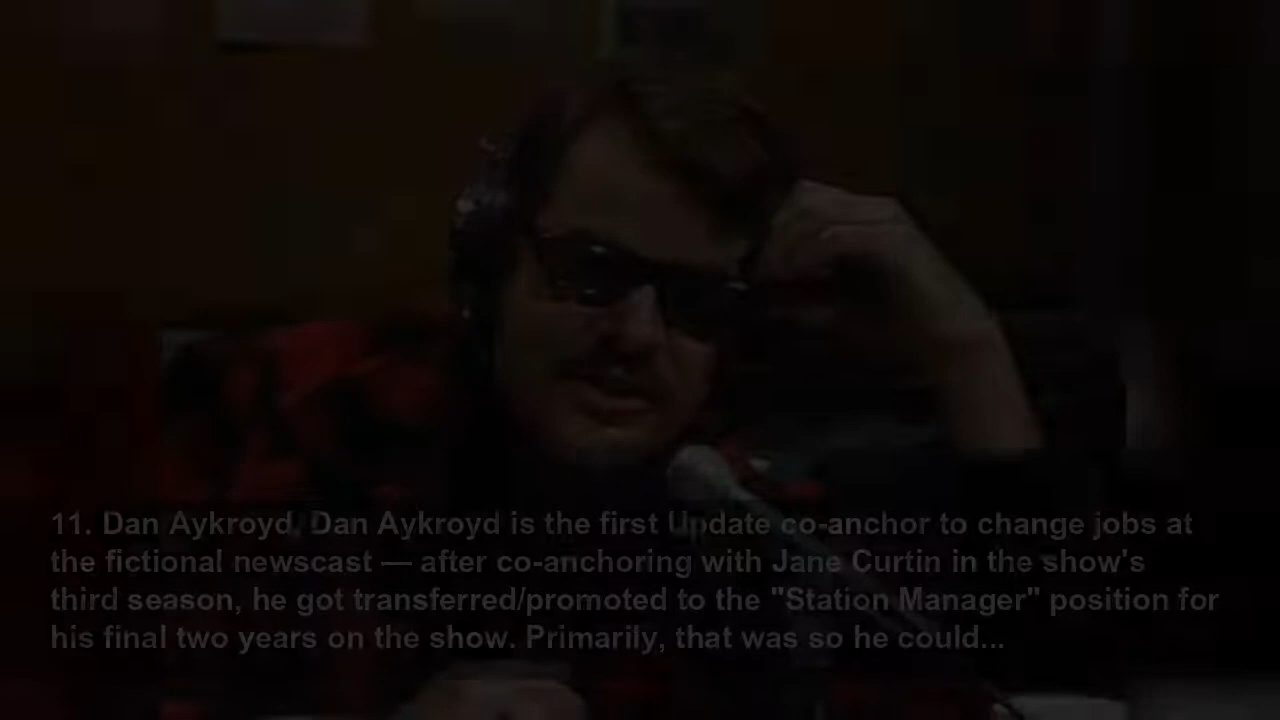 11. Dan Aykroyd, Dan Aykroyd is the first Update co-anchor to change jobs at
the fictional newscast — after co-anchoring with Jane Curtin in the show's
third season, he got transferred/promoted to the "Station Manager" position for
his final two years on the show. Primarily, that was so he could...